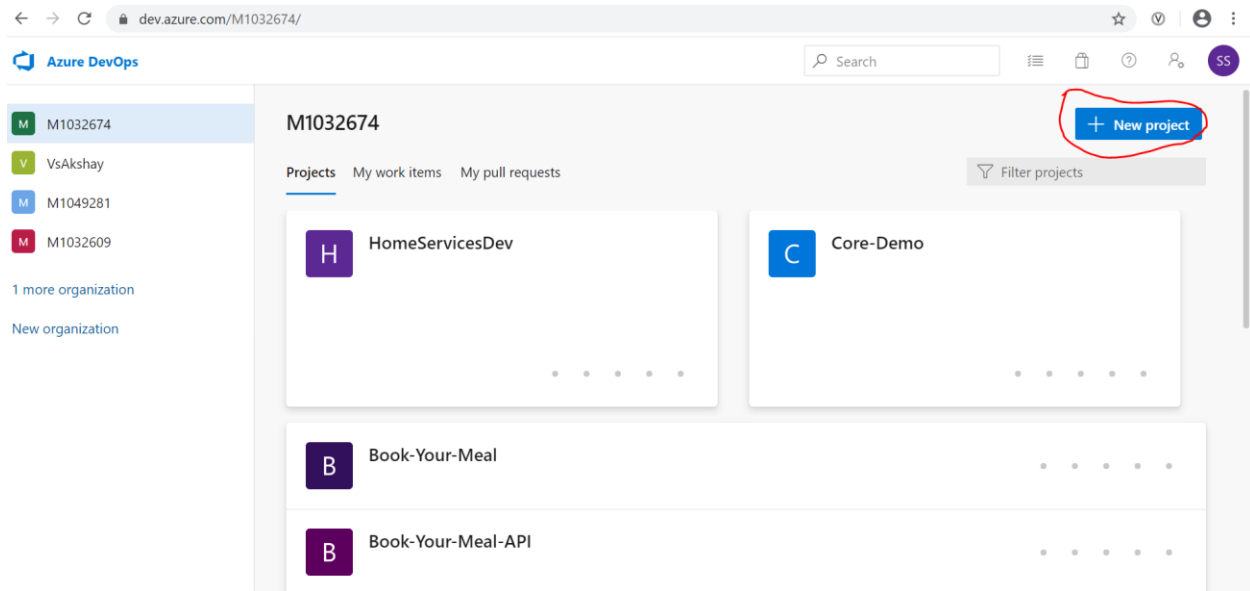 dev.azure.com/M1032674/
Azure DevOps
Search
SS
M M1032674
V VsAkshay
M M1049281
M M1032609
1 more organization
New organization
M1032674
+ New project
Projects My work items My pull requests
Filter projects
H HomeServicesDev
C Core-Demo
B Book-Your-Meal
B Book-Your-Meal-API